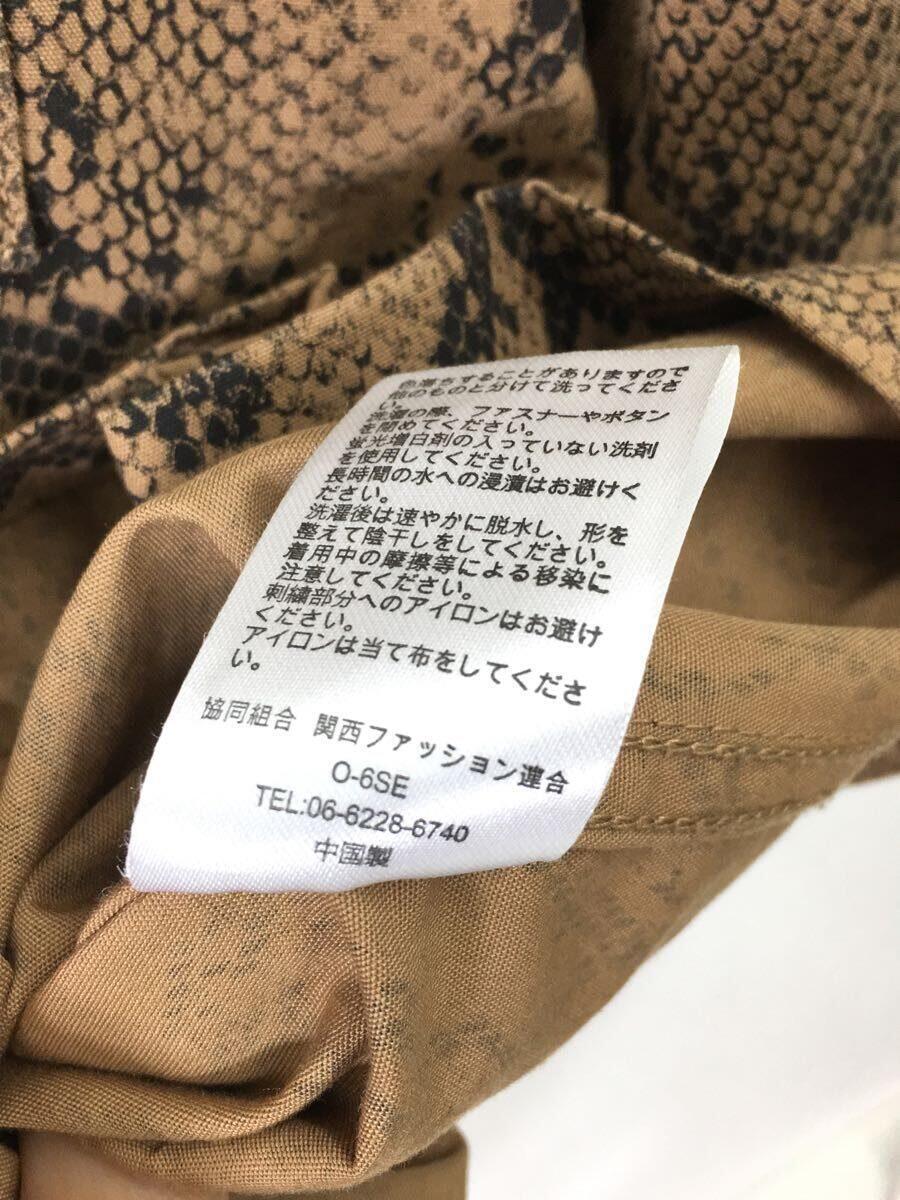 色落ちすることがありますので
他のものと分けて洗ってくださ
い。
洗濯の際、ファスナーやボタン
を閉めてください。
蛍光増白剤の入っていない洗剤
を使用してください。
長時間の水への浸漬はお避けく
ださい。
洗濯後は速やかに脱水し、形を
整えて陰干しをしてください。
着用中の摩擦等による移染に
注意してください。
刺繍部分へのアイロンはお避け
ください。
アイロンは当て布をしてくださ
い。
協同組合 関西ファッション連合
O-6SE
TEL:06-6228-6740
中国製